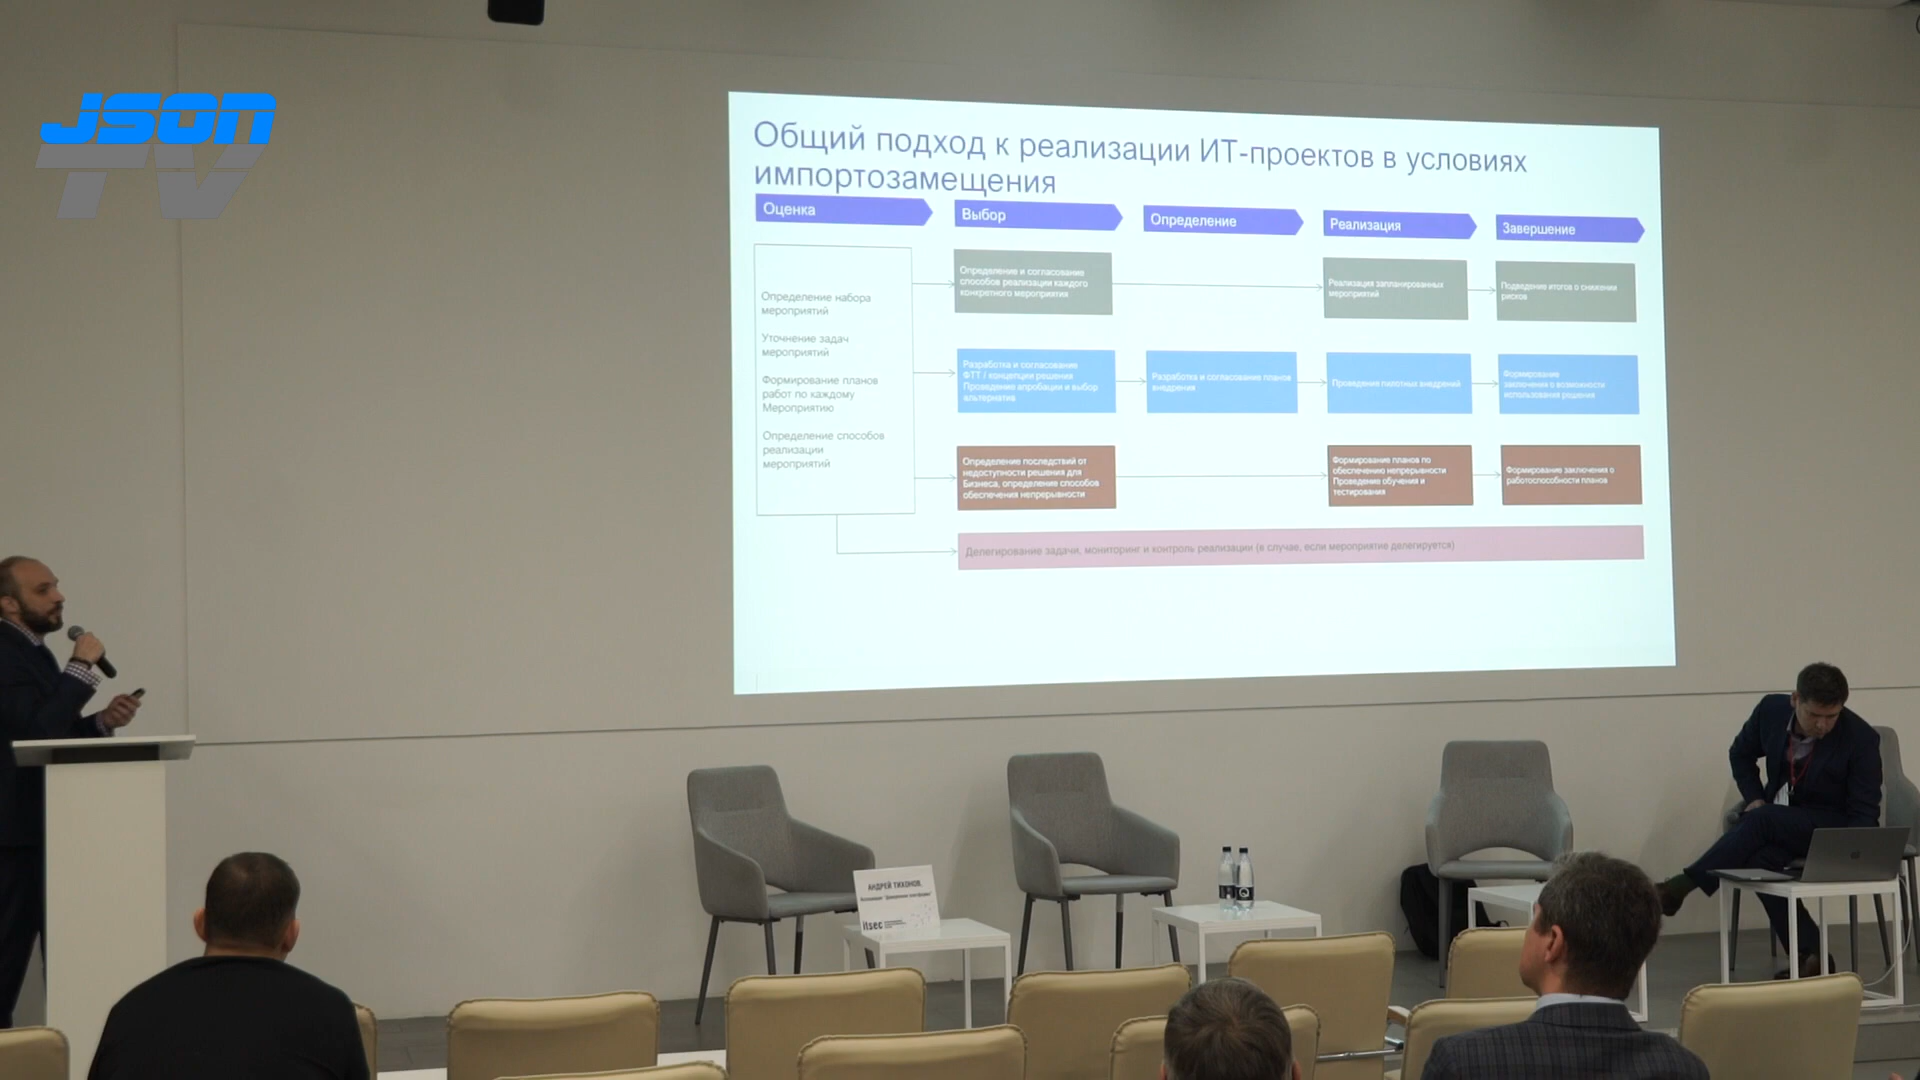 JSON
TV
Общий подход к реализации ИТ-проектов в условиях
импортозамещения
Оценка
Выбор
Определение
Реализация
Завершение
Определение набора
мероприятий
Уточнение задач
мероприятий
Формирование планов
работ по каждому
Мероприятию
Определение способов
реализации
мероприятий
Определение и согласование
способов реализации каждого
конкретного мероприятия
Реализация запланированных
мероприятий
Подведение итогов о снижении
рисков
Разработка и согласование
ФТТ / концепции решения
Проведение апробации и выбор
альтернатив
Разработка и согласование планов
внедрения
Проведение пилотных внедрений
Формирование
заключения о возможности
использования решения
Определение последствий от
недоступности решения для
Бизнеса, определение способов
обеспечения непрерывности
Формирование планов по
обеспечению непрерывности
Проведение обучения и
тестирования
Формирование заключения о
работоспособности планов
Делегирование задачи, мониторинг и контроль реализации (в случае, если мероприятие делегируется)
АНДРЕЙ ТИХОНОВ,
itsec